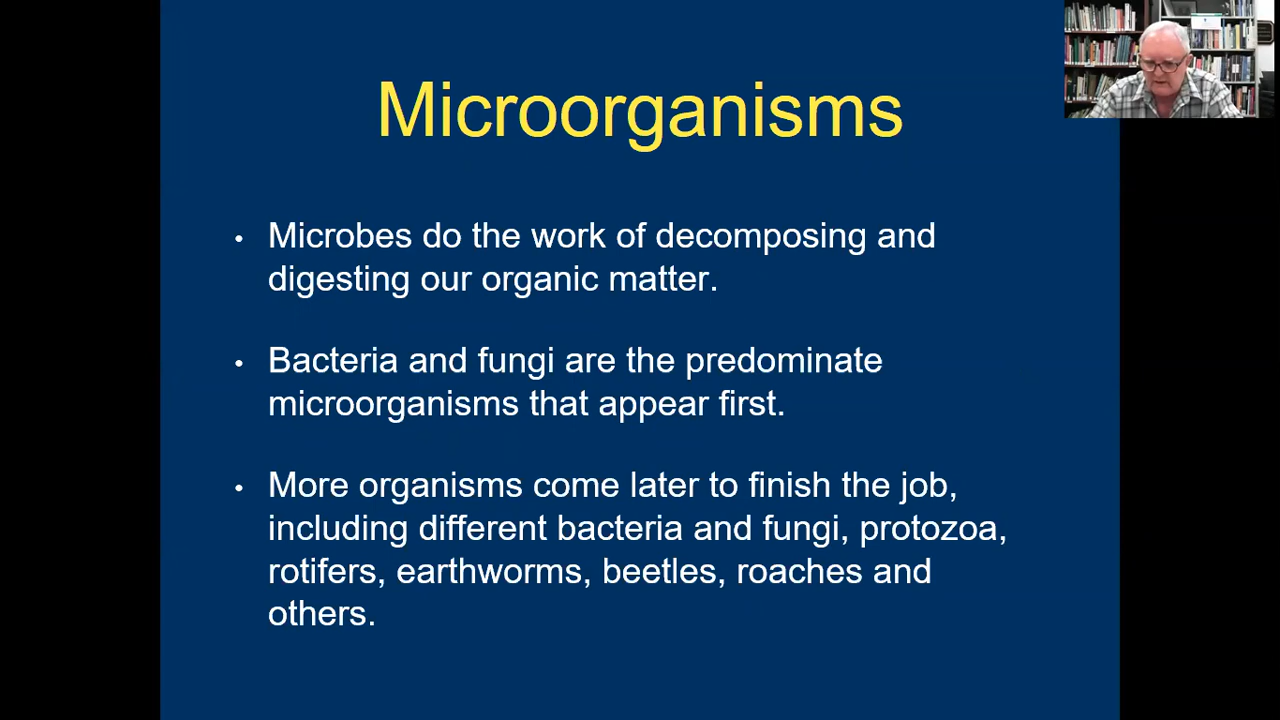 Microorganisms
• Microbes do the work of decomposing and
digesting our organic matter.
• Bacteria and fungi are the predominate
microorganisms that appear first.
• More organisms come later to finish the job,
including different bacteria and fungi, protozoa,
rotifers, earthworms, beetles, roaches and
others.